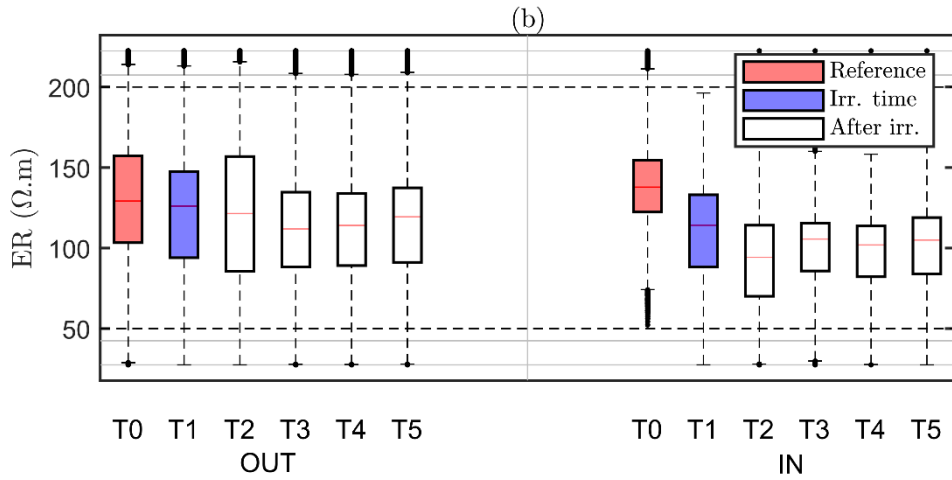 (b)
ER (Ω.m)
200
150
100
50
Reference
Irr. time
After irr.
T0 T1 T2 T3 T4 T5 T0 T1 T2 T3 T4 T5
OUT IN